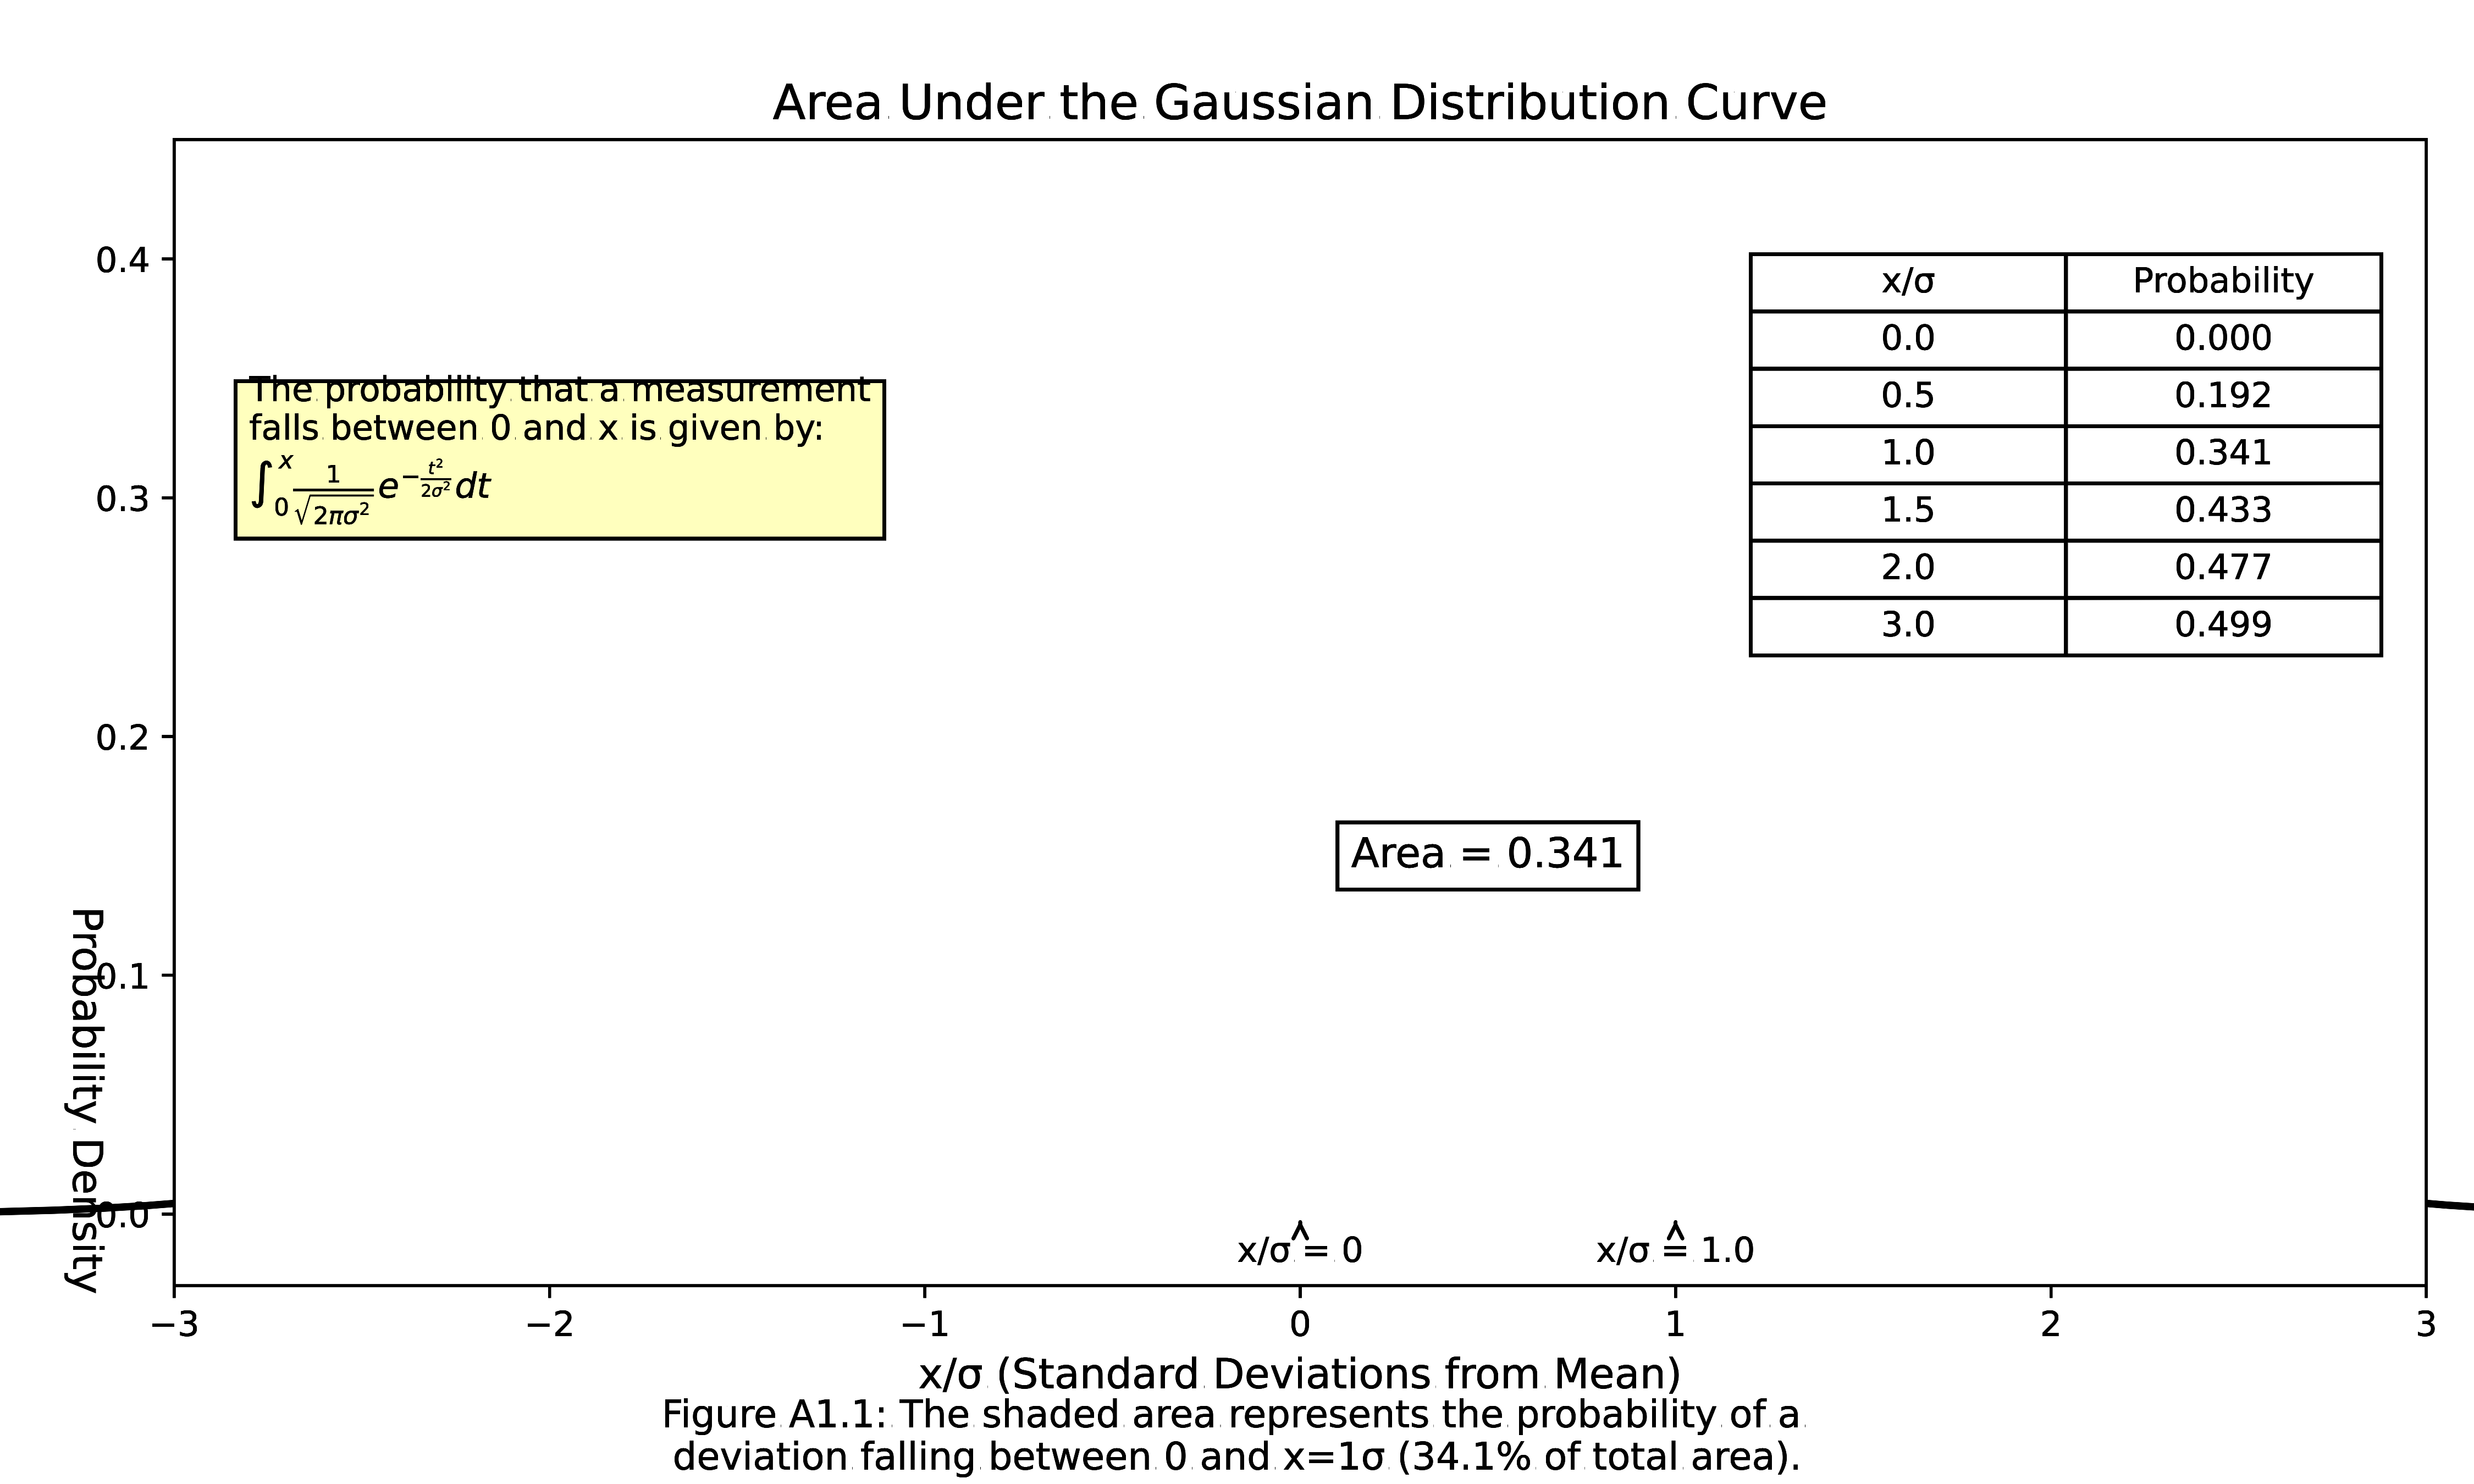 Area Under the Gaussian Distribution Curve
0.4
0.3
0.2
0.1
0.0
Probability Density
The probability that a measurement
falls between 0 and x is given by:
∫₀ˣ 1/√(2πσ²) e^(−t²/(2σ²)) dt
x/σ Probability
0.0 0.000
0.5 0.192
1.0 0.341
1.5 0.433
2.0 0.477
3.0 0.499
Area = 0.341
x/σ = 0
x/σ = 1.0
−3 −2 −1 0 1 2 3
x/σ (Standard Deviations from Mean)
Figure A1.1: The shaded area represents the probability of a
deviation falling between 0 and x=1σ (34.1% of total area).